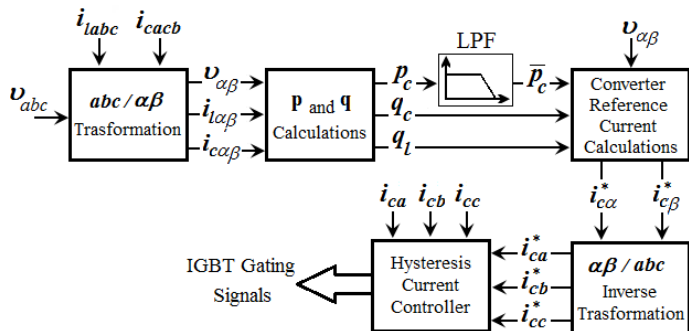 i_labc i_cacb
υ_abc
abc/αβ
Trasformation
υ_αβ
i_lαβ
i_cαβ
p and q
Calculations
p_c
q_c
q_l
LPF
p̅_c
υ_αβ
Converter
Reference
Current
Calculations
i*_cα i*_cβ
αβ/abc
Inverse
Trasformation
i*_ca
i*_cb
i*_cc
i_ca i_cb i_cc
Hysteresis
Current
Controller
IGBT Gating
Signals